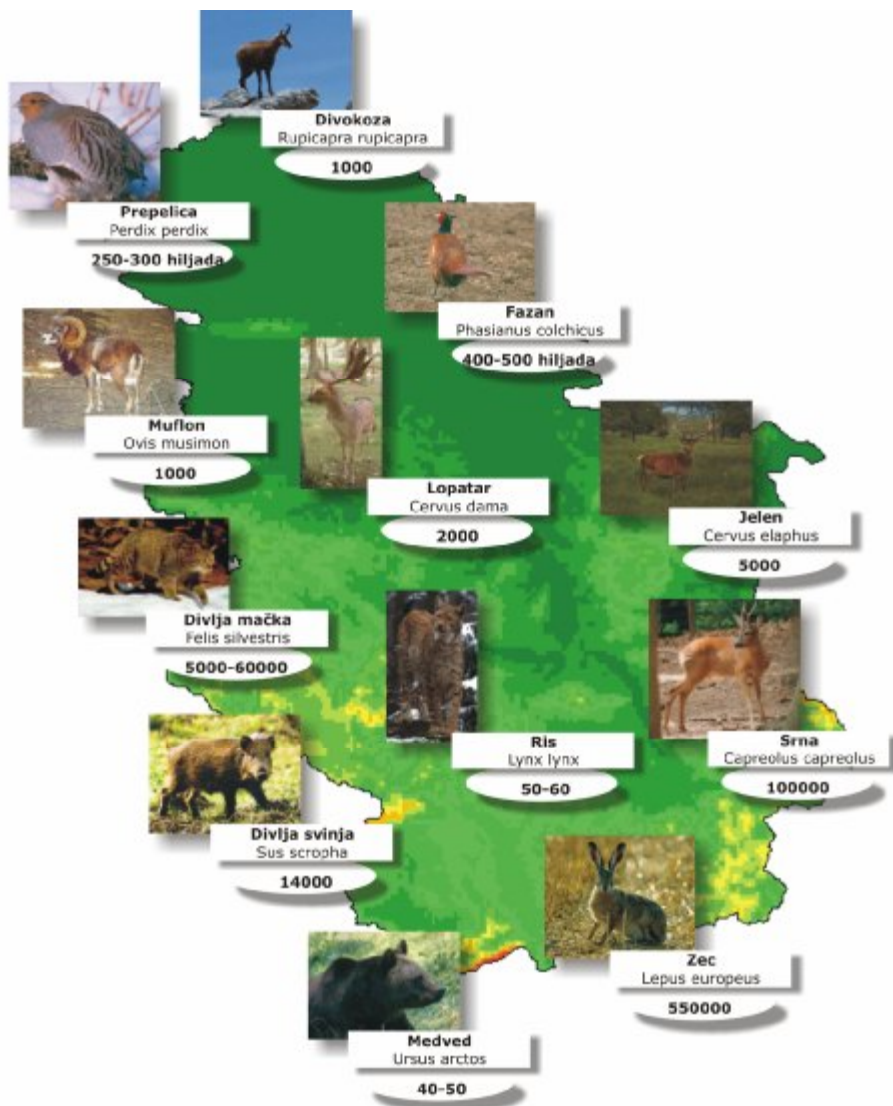 Divokoza
Rupicapra rupicapra
1000
Prepelica
Perdix perdix
250-300 hiljada
Fazan
Phasianus colchicus
400-500 hiljada
Muflon
Ovis musimon
1000
Lopatar
Cervus dama
2000
Jelen
Cervus elaphus
5000
Divlja mačka
Felis silvestris
5000-60000
Ris
Lynx lynx
50-60
Srna
Capreolus capreolus
100000
Divlja svinja
Sus scropha
14000
Zec
Lepus europeus
550000
Medved
Ursus arctos
40-50